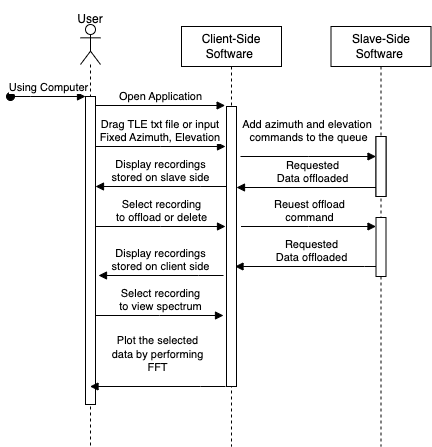 User
Client-Side
Software
Slave-Side
Software
Using Computer
Open Application
Drag TLE txt file or input
Fixed Azimuth, Elevation
Add azimuth and elevation
commands to the queue
Display recordings
stored on slave side
Requested
Data offloaded
Select recording
to offload or delete
Reuest offload
command
Display recordings
stored on client side
Requested
Data offloaded
Select recording
to view spectrum
Plot the selected
data by performing
FFT